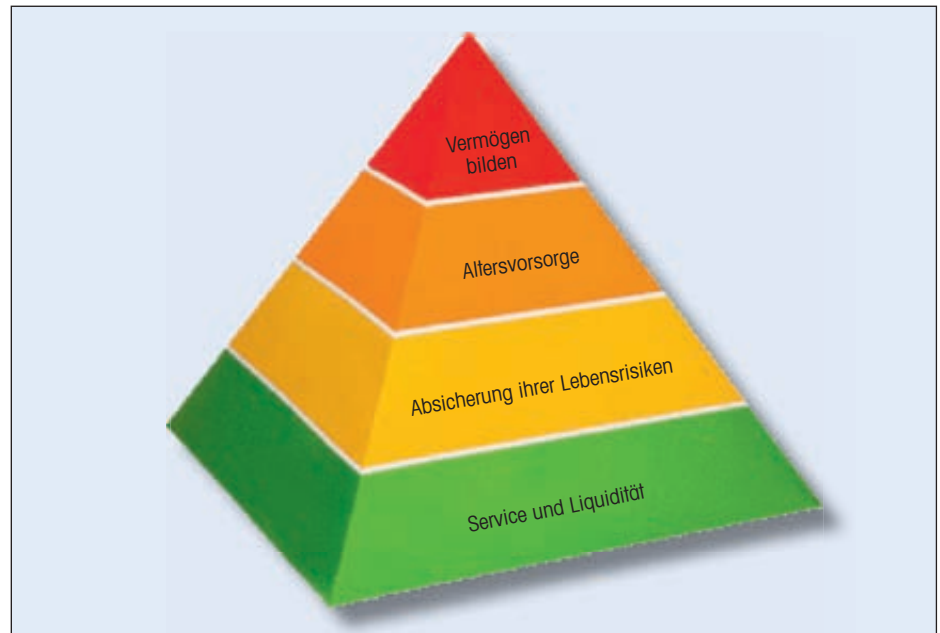 Vermögen
bilden
Altersvorsorge
Absicherung ihrer Lebensrisiken
Service und Liquidität